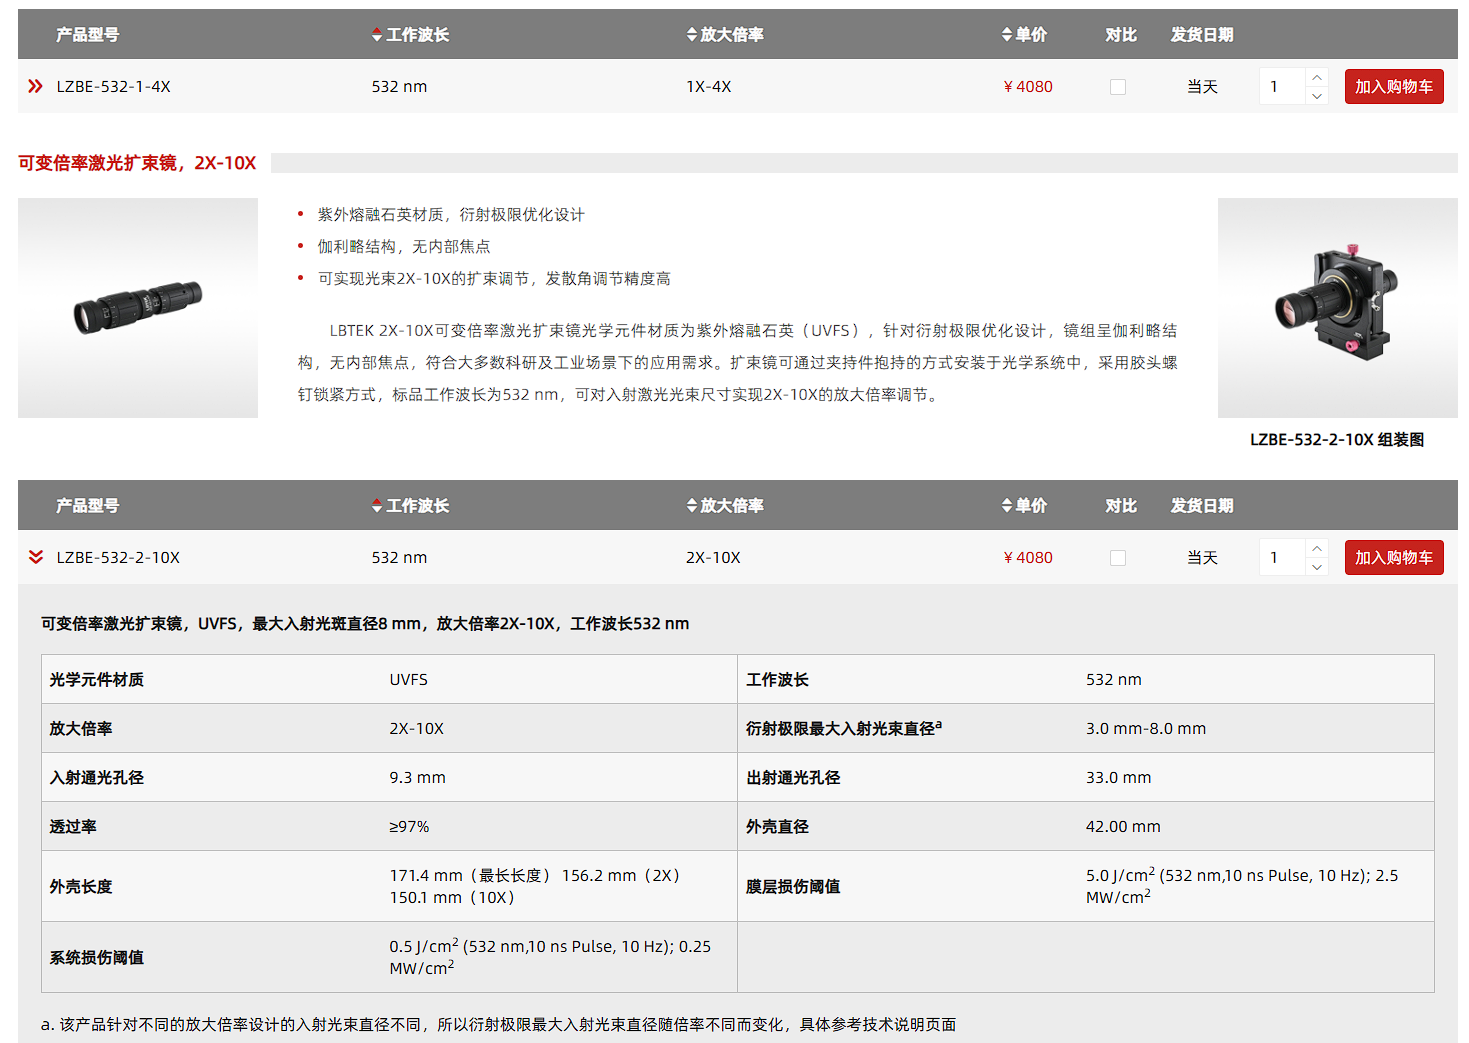 产品型号 工作波长 放大倍率 单价 对比 发货日期
LZBE-532-1-4X 532 nm 1X-4X ¥ 4080 当天 1 加入购物车
可变倍率激光扩束镜，2X-10X
• 紫外熔融石英材质，衍射极限优化设计
• 伽利略结构，无内部焦点
• 可实现光束2X-10X的扩束调节，发散角调节精度高
LBTEK 2X-10X可变倍率激光扩束镜光学元件材质为紫外熔融石英（UVFS），针对衍射极限优化设计，镜组呈伽利略结
构，无内部焦点，符合大多数科研及工业场景下的应用需求。扩束镜可通过夹持件抱持的方式安装于光学系统中，采用胶头螺
钉锁紧方式，标品工作波长为532 nm，可对入射激光光束尺寸实现2X-10X的放大倍率调节。
LZBE-532-2-10X 组装图
产品型号 工作波长 放大倍率 单价 对比 发货日期
LZBE-532-2-10X 532 nm 2X-10X ¥ 4080 当天 1 加入购物车
可变倍率激光扩束镜，UVFS，最大入射光斑直径8 mm，放大倍率2X-10X，工作波长532 nm
光学元件材质 UVFS 工作波长 532 nm
放大倍率 2X-10X 衍射极限最大入射光束直径a 3.0 mm-8.0 mm
入射通光孔径 9.3 mm 出射通光孔径 33.0 mm
透过率 ≥97% 外壳直径 42.00 mm
外壳长度 171.4 mm（最长长度） 156.2 mm（2X）
150.1 mm（10X）
膜层损伤阈值 5.0 J/cm2 (532 nm,10 ns Pulse, 10 Hz); 2.5
MW/cm2
系统损伤阈值 0.5 J/cm2 (532 nm,10 ns Pulse, 10 Hz); 0.25
MW/cm2
a. 该产品针对不同的放大倍率设计的入射光束直径不同，所以衍射极限最大入射光束直径随倍率不同而变化，具体参考技术说明页面